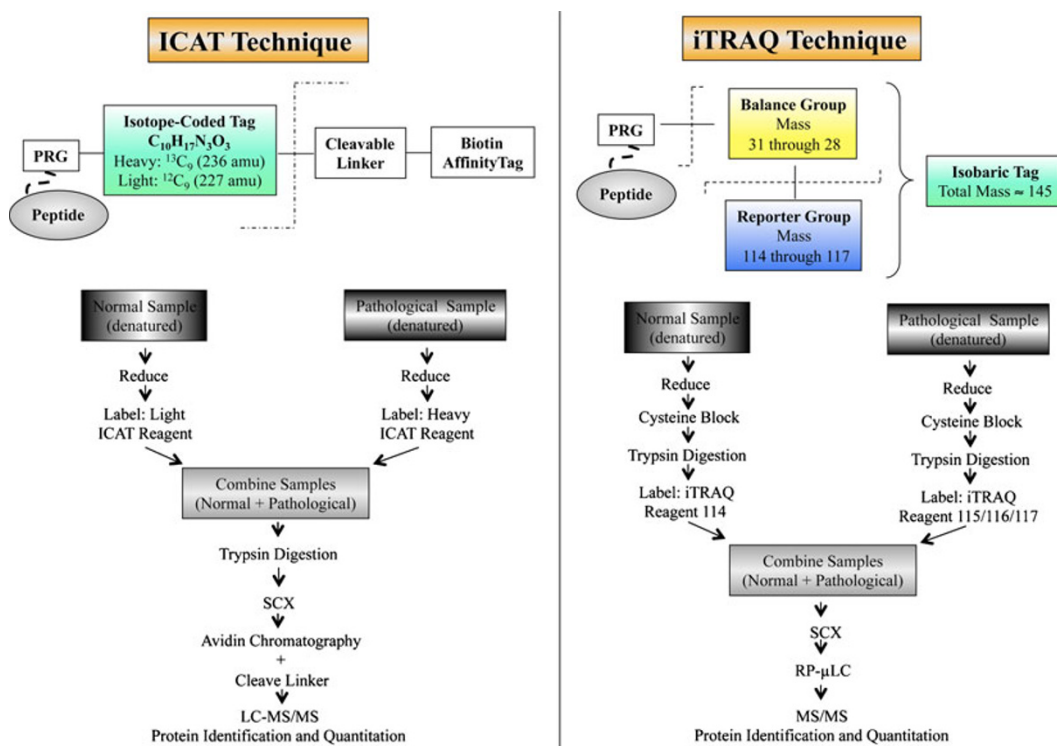 ICAT Technique
PRG
Peptide
Isotope-Coded Tag
C₁₀H₁₇N₃O₃
Heavy: ¹³C₉ (236 amu)
Light: ¹²C₉ (227 amu)
Cleavable
Linker
Biotin
AffinityTag
Normal Sample
(denatured)
Reduce
Label: Light
ICAT Reagent
Pathological Sample
(denatured)
Reduce
Label: Heavy
ICAT Reagent
Combine Samples
(Normal + Pathological)
Trypsin Digestion
SCX
Avidin Chromatography
+
Cleave Linker
LC-MS/MS
Protein Identification and Quantitation
iTRAQ Technique
PRG
Peptide
Balance Group
Mass
31 through 28
Reporter Group
Mass
114 through 117
Isobaric Tag
Total Mass ≈ 145
Normal Sample
(denatured)
Reduce
Cysteine Block
Trypsin Digestion
Label: iTRAQ
Reagent 114
Pathological Sample
(denatured)
Reduce
Cysteine Block
Trypsin Digestion
Label: iTRAQ
Reagent 115/116/117
Combine Samples
(Normal + Pathological)
SCX
RP-μLC
MS/MS
Protein Identification and Quantitation